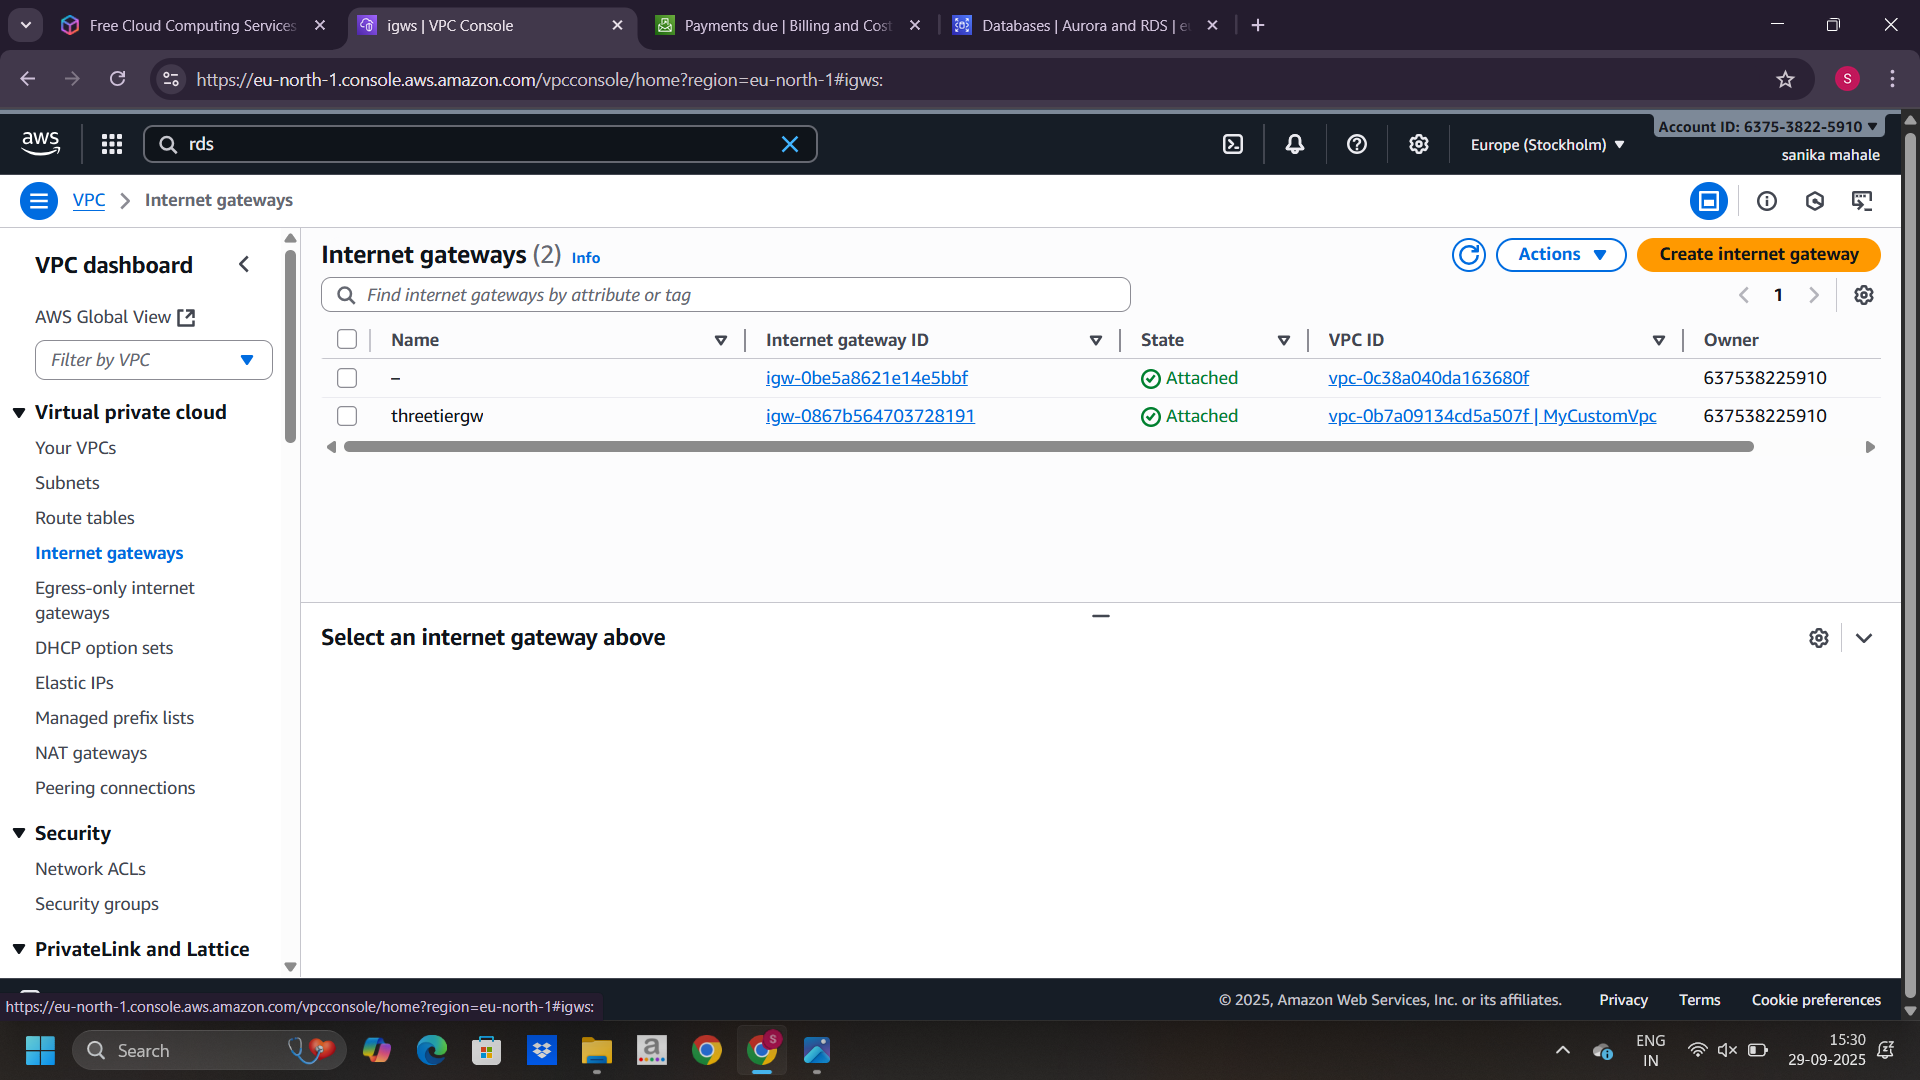 Free Cloud Computing Services
igws | VPC Console
Payments due | Billing and Cost
Databases | Aurora and RDS | eu
https://eu-north-1.console.aws.amazon.com/vpcconsole/home?region=eu-north-1#igws:
S
aws
rds
Europe (Stockholm)
Account ID: 6375-3822-5910
sanika mahale
VPC
Internet gateways
VPC dashboard
AWS Global View
Filter by VPC
Virtual private cloud
Your VPCs
Subnets
Route tables
Internet gateways
Egress-only internet
gateways
DHCP option sets
Elastic IPs
Managed prefix lists
NAT gateways
Peering connections
Security
Network ACLs
Security groups
PrivateLink and Lattice
Internet gateways (2) Info
Actions
Create internet gateway
Find internet gateways by attribute or tag
1
Name Internet gateway ID State VPC ID Owner
– igw-0be5a8621e14e5bbf Attached vpc-0c38a040da163680f 637538225910
threetiergw igw-0867b564703728191 Attached vpc-0b7a09134cd5a507f | MyCustomVpc 637538225910
Select an internet gateway above
https://eu-north-1.console.aws.amazon.com/vpcconsole/home?region=eu-north-1#igws:
© 2025, Amazon Web Services, Inc. or its affiliates. Privacy Terms Cookie preferences
Search
a
S
ENG
IN
15:30
29-09-2025